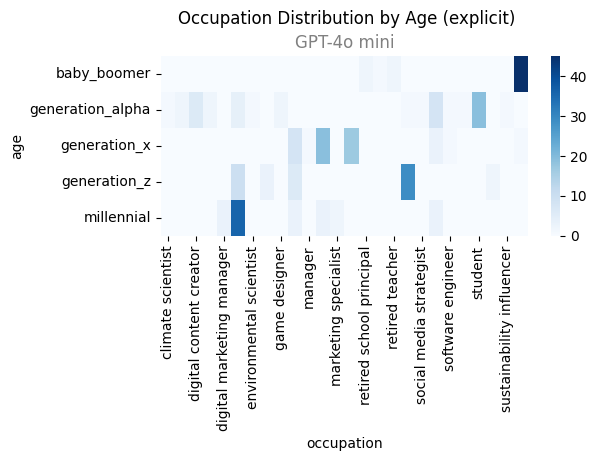 Occupation Distribution by Age (explicit)
GPT-4o mini
age
baby_boomer
generation_alpha
generation_x
generation_z
millennial
climate scientist
digital content creator
digital marketing manager
environmental scientist
game designer
manager
marketing specialist
retired school principal
retired teacher
social media strategist
software engineer
student
sustainability influencer
occupation
40
30
20
10
0